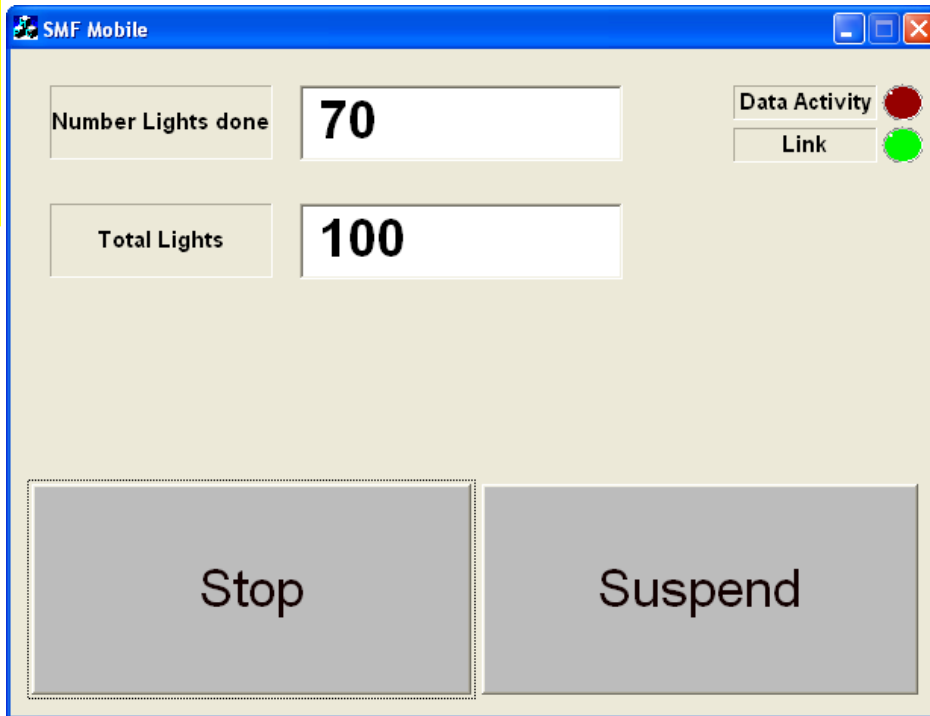 SMF Mobile
Number Lights done
70
Data Activity
Link
Total Lights
100
Stop
Suspend